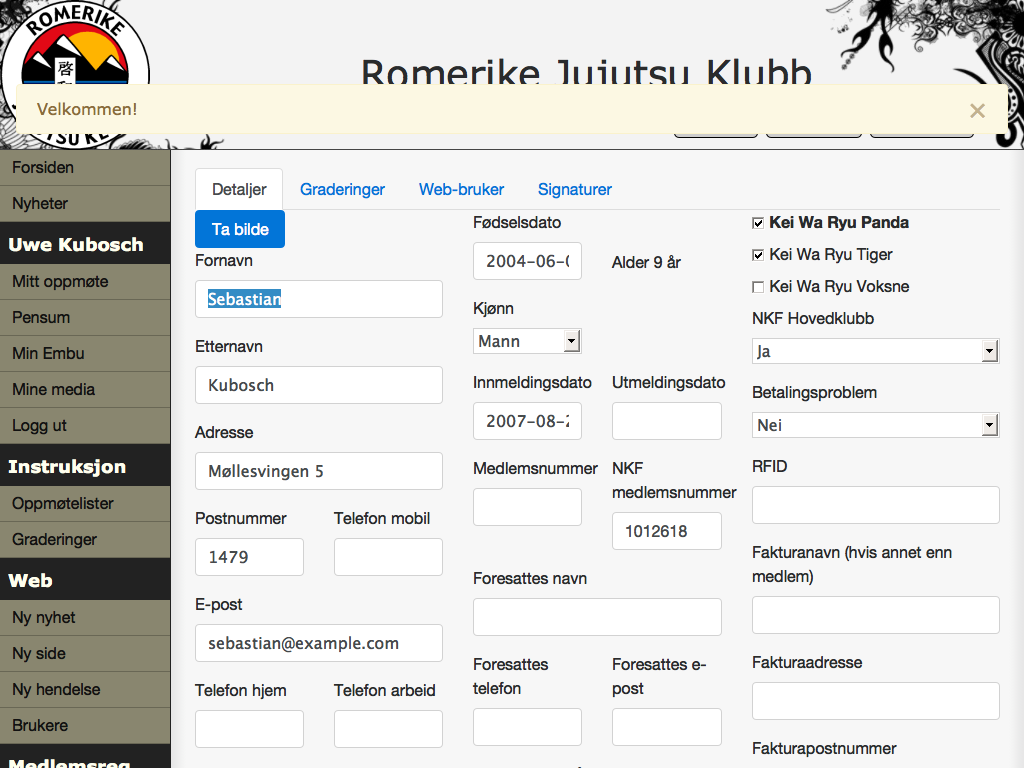 ROMERIKE
啓
Romerike Jujutsu Klubb
Velkommen!
×
Forsiden
Nyheter
Uwe Kubosch
Mitt oppmøte
Pensum
Min Embu
Mine media
Logg ut
Instruksjon
Oppmøtelister
Graderinger
Web
Ny nyhet
Ny side
Ny hendelse
Brukere
Medlemsreg
Detaljer Graderinger Web-bruker Signaturer
Ta bilde
Fornavn
Sebastian
Etternavn
Kubosch
Adresse
Møllesvingen 5
Postnummer Telefon mobil
1479
E-post
sebastian@example.com
Telefon hjem Telefon arbeid
Fødselsdato
2004-06-0 Alder 9 år
Kjønn
Mann
Innmeldingsdato Utmeldingsdato
2007-08-2
Medlemsnummer NKF medlemsnummer
1012618
Foresattes navn
Foresattes telefon Foresattes e-post
Kei Wa Ryu Panda
Kei Wa Ryu Tiger
Kei Wa Ryu Voksne
NKF Hovedklubb
Ja
Betalingsproblem
Nei
RFID
Fakturanavn (hvis annet enn
medlem)
Fakturaadresse
Fakturapostnummer